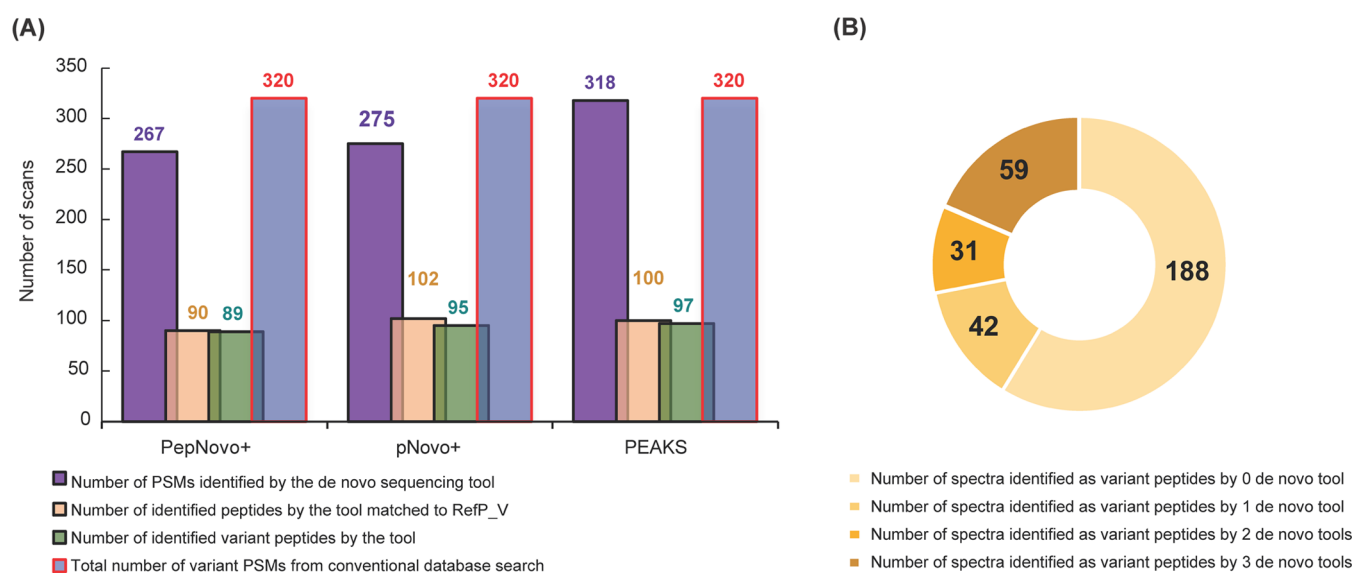 (A)
350
300
250
200
150
100
50
0
Number of scans
267
90
89
320
275
102
95
320
318
100
97
320
PepNovo+
pNovo+
PEAKS
Number of PSMs identified by the de novo sequencing tool
Number of identified peptides by the tool matched to RefP_V
Number of identified variant peptides by the tool
Total number of variant PSMs from conventional database search
(B)
59
31
42
188
Number of spectra identified as variant peptides by 0 de novo tool
Number of spectra identified as variant peptides by 1 de novo tool
Number of spectra identified as variant peptides by 2 de novo tools
Number of spectra identified as variant peptides by 3 de novo tools